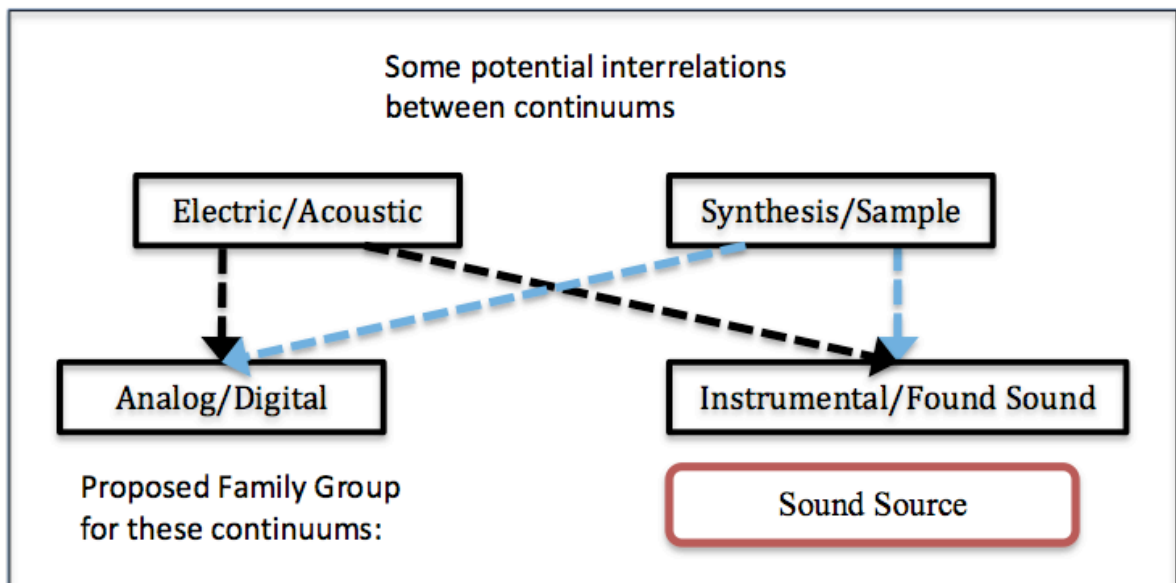 Some potential interrelations
between continuums
Electric/Acoustic
Synthesis/Sample
Analog/Digital
Instrumental/Found Sound
Proposed Family Group
for these continuums:
Sound Source